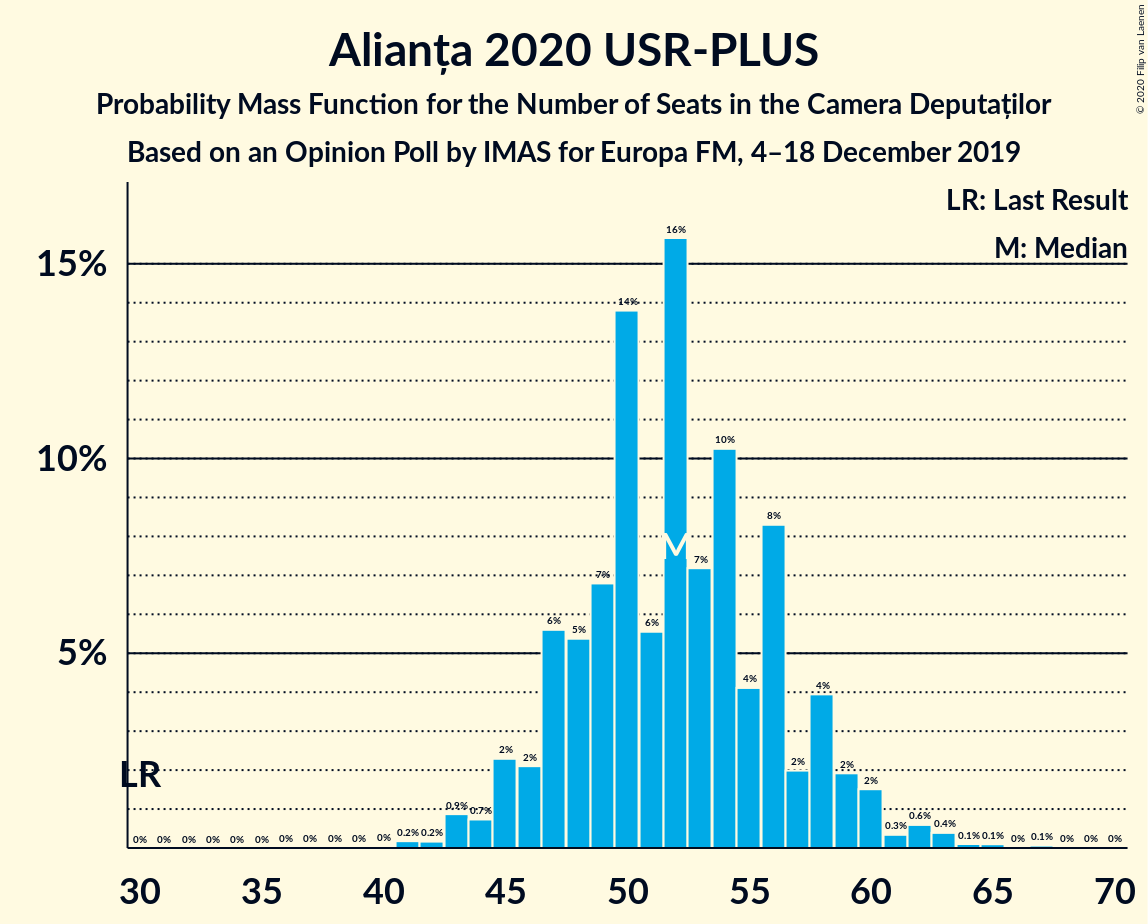 Alianța 2020 USR-PLUS
Probability Mass Function for the Number of Seats in the Camera Deputaților
Based on an Opinion Poll by IMAS for Europa FM, 4–18 December 2019
© 2020 Filip van Laenen
LR: Last Result
M: Median
15%
10%
5%
LR
M
0% 0% 0% 0% 0% 0% 0% 0% 0% 0% 0% 0.2% 0.2% 0.9% 0.7% 2% 2% 6% 5% 7% 14% 6% 16% 7% 10% 4% 8% 2% 4% 2% 2% 0.3% 0.6% 0.4% 0.1% 0.1% 0% 0.1% 0% 0% 0%
30 35 40 45 50 55 60 65 70